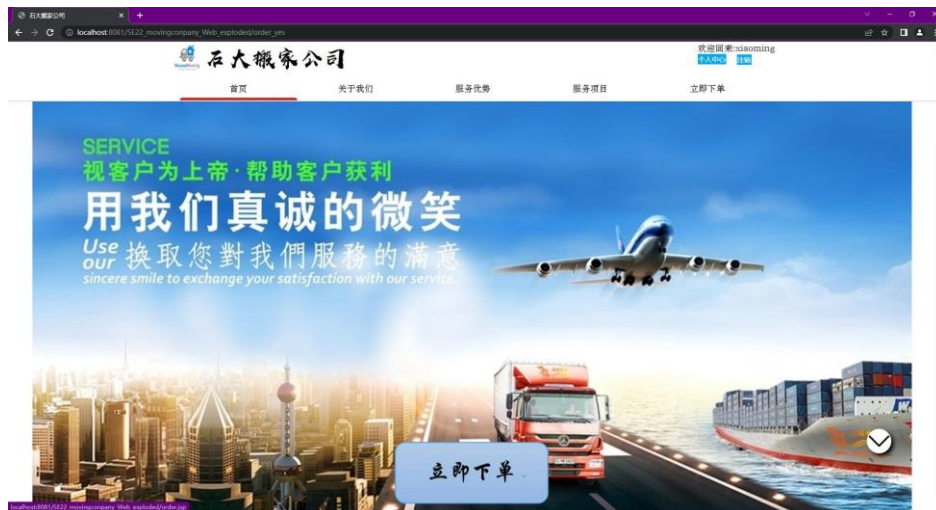 石大搬家公司
localhost:8081/SE22_movingconpany_Web_exploded/order_yes
石大搬家公司
欢迎回来:xiaoming
个人中心 注销
首页 关于我们 服务优势 服务项目 立即下单
SERVICE
视客户为上帝·帮助客户获利
用我们真诚的微笑
Use our 换取您對我們服務的滿意
sincere smile to exchange your satisfaction with our service.
立即下单
localhost:8081/SE22_movingconpany_Web_exploded/order.jsp